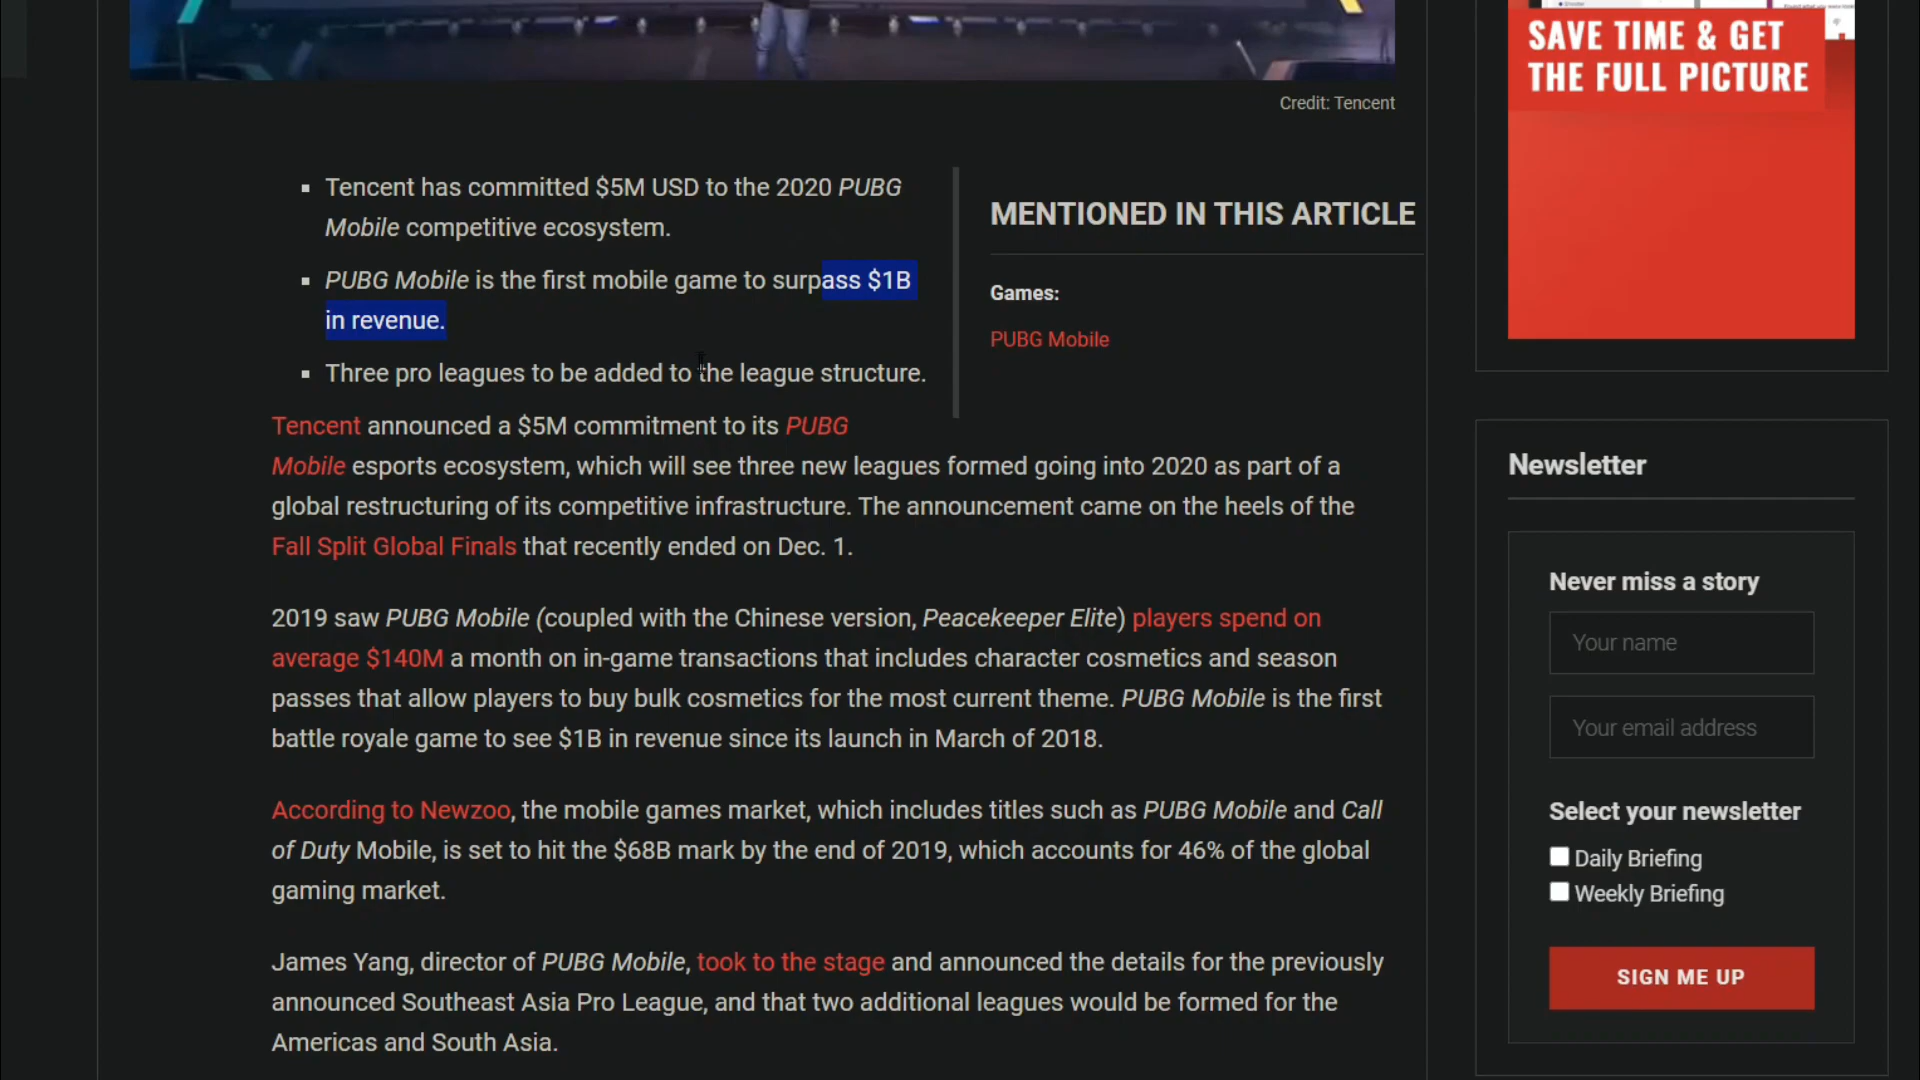 SAVE TIME & GET
THE FULL PICTURE
Credit: Tencent
Tencent has committed $5M USD to the 2020 PUBG
Mobile competitive ecosystem.
PUBG Mobile is the first mobile game to surpass $1B
in revenue.
Three pro leagues to be added to the league structure.
MENTIONED IN THIS ARTICLE
Games:
PUBG Mobile
Tencent announced a $5M commitment to its PUBG
Mobile esports ecosystem, which will see three new leagues formed going into 2020 as part of a
global restructuring of its competitive infrastructure. The announcement came on the heels of the
Fall Split Global Finals that recently ended on Dec. 1.
2019 saw PUBG Mobile (coupled with the Chinese version, Peacekeeper Elite) players spend on
average $140M a month on in-game transactions that includes character cosmetics and season
passes that allow players to buy bulk cosmetics for the most current theme. PUBG Mobile is the first
battle royale game to see $1B in revenue since its launch in March of 2018.
According to Newzoo, the mobile games market, which includes titles such as PUBG Mobile and Call
of Duty Mobile, is set to hit the $68B mark by the end of 2019, which accounts for 46% of the global
gaming market.
James Yang, director of PUBG Mobile, took to the stage and announced the details for the previously
announced Southeast Asia Pro League, and that two additional leagues would be formed for the
Americas and South Asia.
Newsletter
Never miss a story
Your name
Your email address
Select your newsletter
Daily Briefing
Weekly Briefing
SIGN ME UP